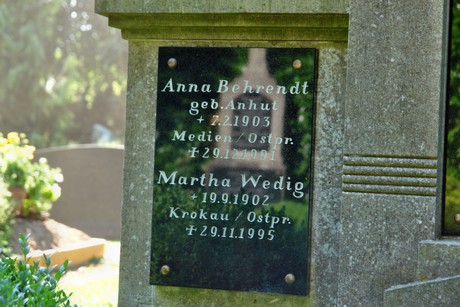 Anna Behrendt
geb. Anhut
+ 7.2.1903
Medien / Ostpr.
‡ 29.12.1991
Martha Wedig
+ 19.9.1902
Krokau / Ostpr.
‡ 29.11.1995